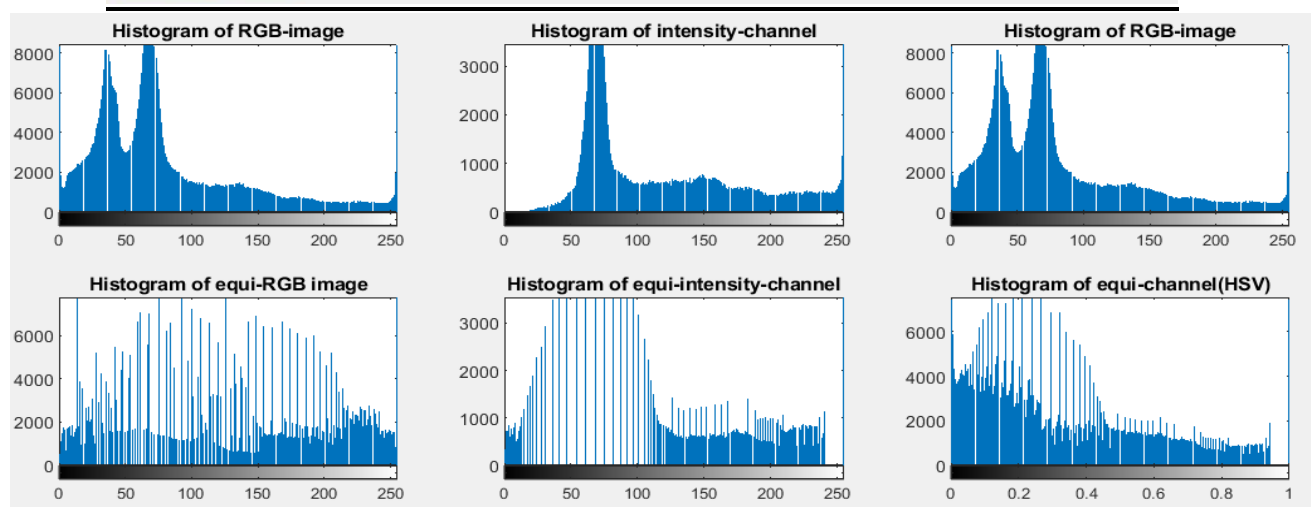 Histogram of RGB-image
8000
6000
4000
2000
0
0 50 100 150 200 250
Histogram of intensity-channel
3000
2000
1000
0
0 50 100 150 200 250
Histogram of RGB-image
8000
6000
4000
2000
0
0 50 100 150 200 250
Histogram of equi-RGB image
6000
4000
2000
0
0 50 100 150 200 250
Histogram of equi-intensity-channel
3000
2000
1000
0
0 50 100 150 200 250
Histogram of equi-channel(HSV)
6000
4000
2000
0
0 0.2 0.4 0.6 0.8 1